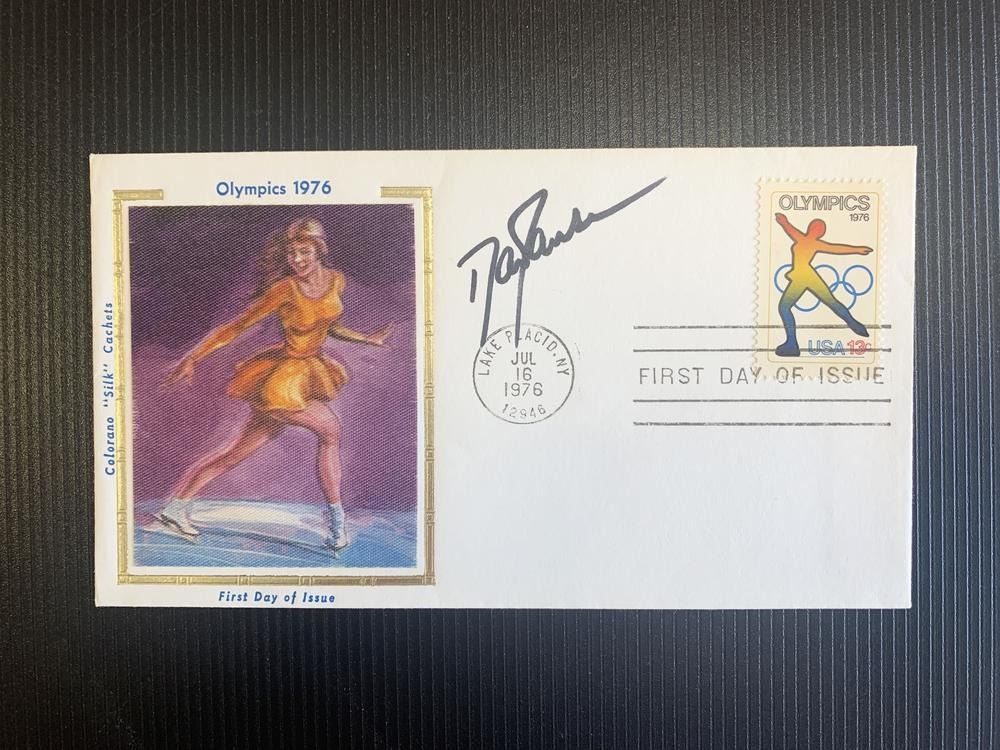 Olympics 1976
Colorano "Silk" Cachets
First Day of Issue
LAKE PLACID, NY
JUL
16
1976
12946
OLYMPICS
1976
USA 13c
FIRST DAY OF ISSUE